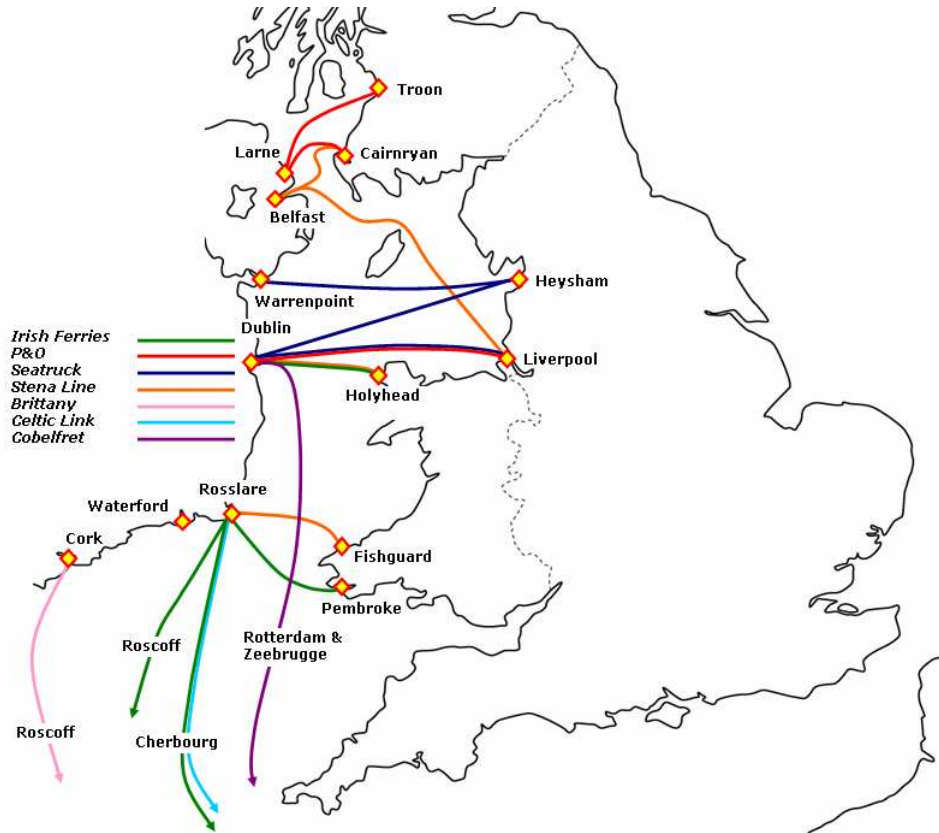 Troon
Larne
Cairnryan
Belfast
Warrenpoint
Heysham
Dublin
Irish Ferries
P&O
Seatruck
Stena Line
Brittany
Celtic Link
Cobelfret
Liverpool
Holyhead
Rosslare
Waterford
Cork
Fishguard
Pembroke
Roscoff
Rotterdam &
Zeebrugge
Roscoff
Cherbourg